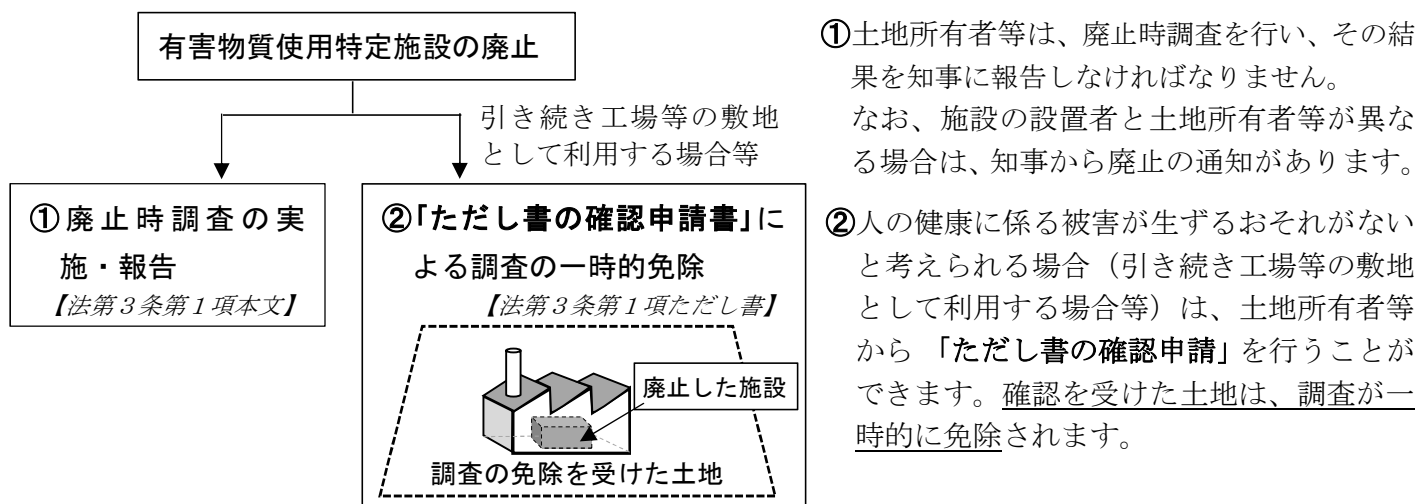 有害物質使用特定施設の廃止
引き続き工場等の敷地
として利用する場合等
①廃止時調査の実
施・報告
【法第３条第１項本文】
②「ただし書の確認申請書」に
よる調査の一時的免除
【法第３条第１項ただし書】
廃止した施設
調査の免除を受けた土地
①土地所有者等は、廃止時調査を行い、その結
果を知事に報告しなければなりません。
なお、施設の設置者と土地所有者等が異な
る場合は、知事から廃止の通知があります。
②人の健康に係る被害が生ずるおそれがない
と考えられる場合（引き続き工場等の敷地
として利用する場合等）は、土地所有者等
から「ただし書の確認申請」を行うことが
できます。確認を受けた土地は、調査が一
時的に免除されます。